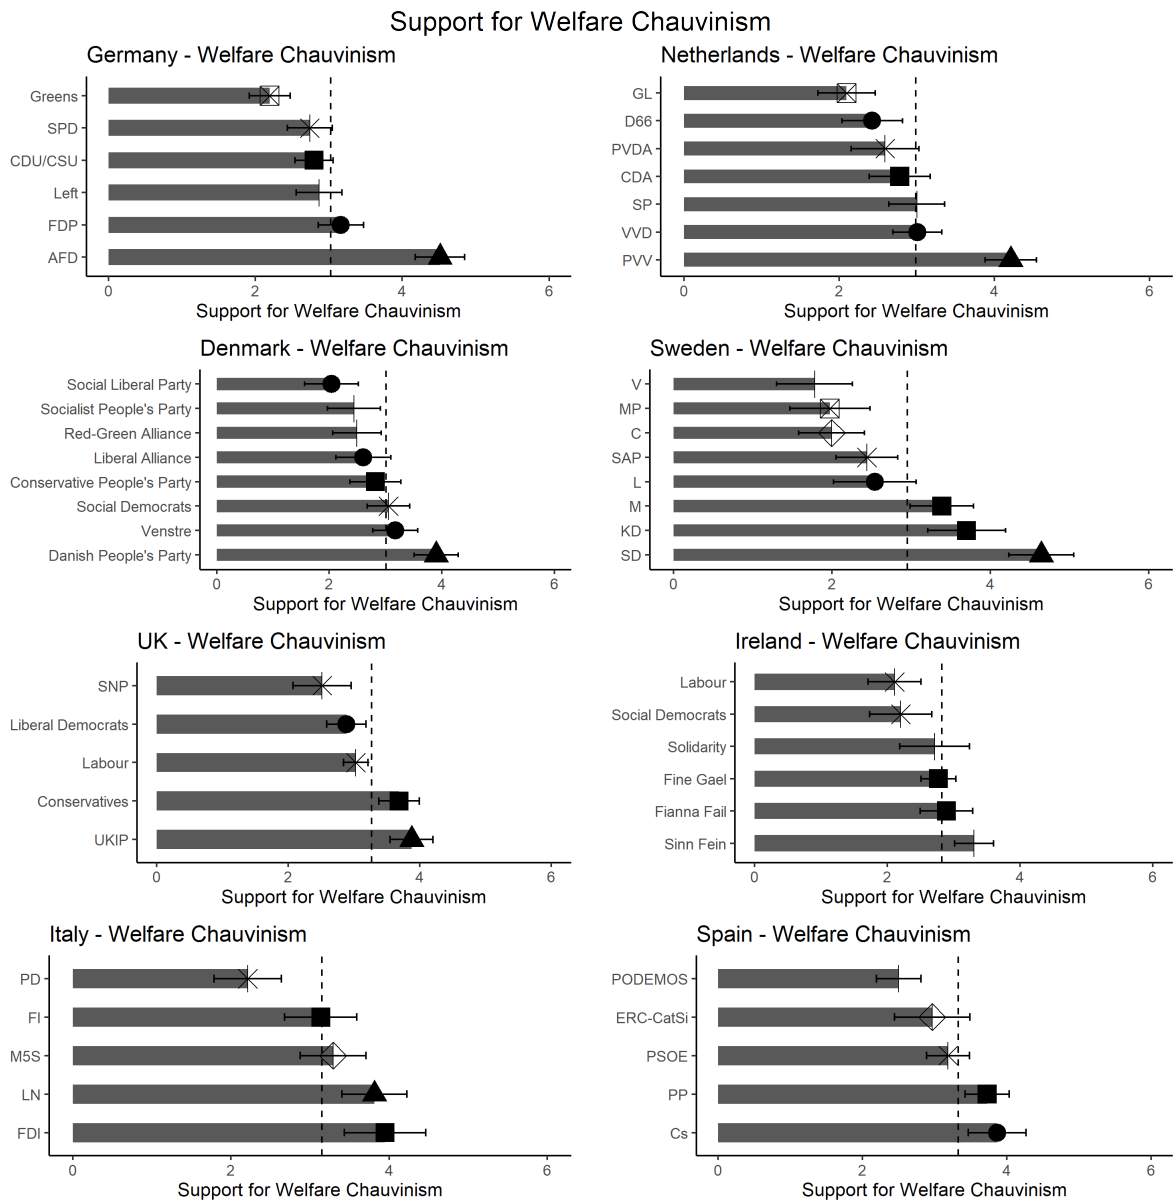 Support for Welfare Chauvinism
Germany - Welfare Chauvinism
Greens
SPD
CDU/CSU
Left
FDP
AFD
0 2 4 6
Support for Welfare Chauvinism
Netherlands - Welfare Chauvinism
GL
D66
PVDA
CDA
SP
VVD
PVV
0 2 4 6
Support for Welfare Chauvinism
Denmark - Welfare Chauvinism
Social Liberal Party
Socialist People's Party
Red-Green Alliance
Liberal Alliance
Conservative People's Party
Social Democrats
Venstre
Danish People's Party
0 2 4 6
Support for Welfare Chauvinism
Sweden - Welfare Chauvinism
V
MP
C
SAP
L
M
KD
SD
0 2 4 6
Support for Welfare Chauvinism
UK - Welfare Chauvinism
SNP
Liberal Democrats
Labour
Conservatives
UKIP
0 2 4 6
Support for Welfare Chauvinism
Ireland - Welfare Chauvinism
Labour
Social Democrats
Solidarity
Fine Gael
Fianna Fail
Sinn Fein
0 2 4 6
Support for Welfare Chauvinism
Italy - Welfare Chauvinism
PD
FI
M5S
LN
FDI
0 2 4 6
Support for Welfare Chauvinism
Spain - Welfare Chauvinism
PODEMOS
ERC-CatSi
PSOE
PP
Cs
0 2 4 6
Support for Welfare Chauvinism